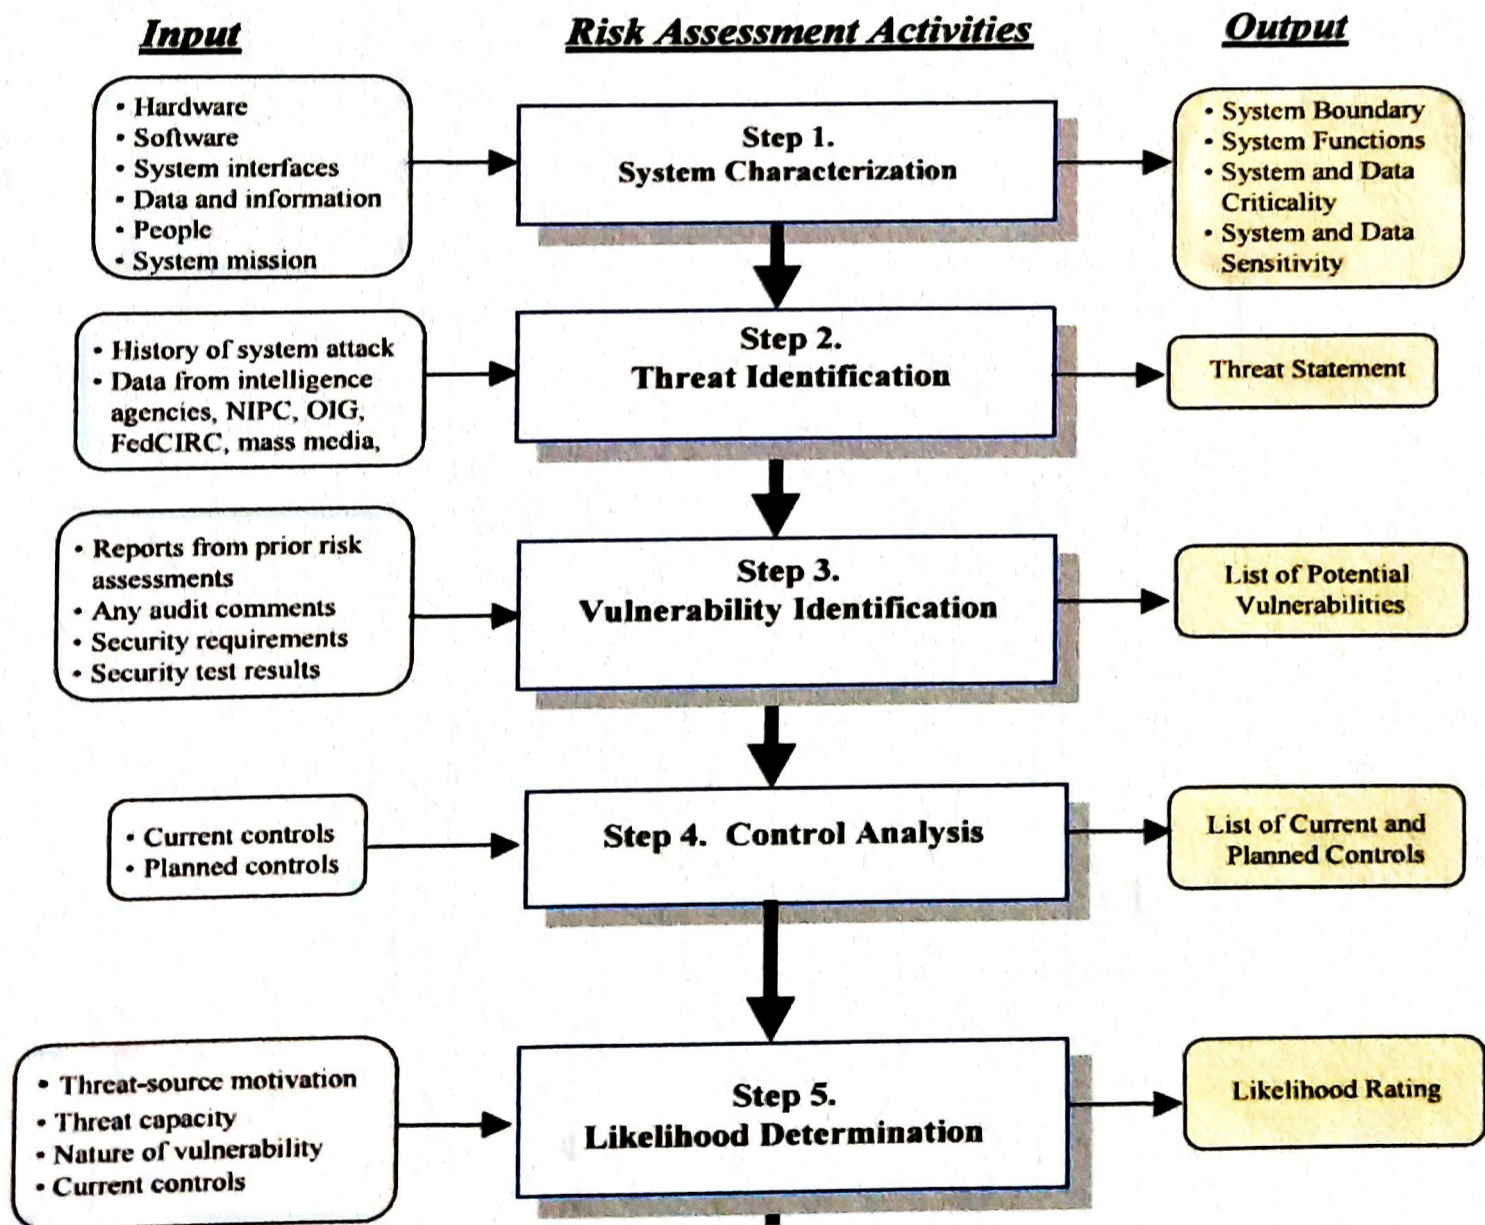 Input
Risk Assessment Activities
Output
• Hardware
• Software
• System interfaces
• Data and information
• People
• System mission
Step 1.
System Characterization
• System Boundary
• System Functions
• System and Data
Criticality
• System and Data
Sensitivity
• History of system attack
• Data from intelligence
agencies, NIPC, OIG,
FedCIRC, mass media,
Step 2.
Threat Identification
Threat Statement
• Reports from prior risk
assessments
• Any audit comments
• Security requirements
• Security test results
Step 3.
Vulnerability Identification
List of Potential
Vulnerabilities
• Current controls
• Planned controls
Step 4. Control Analysis
List of Current and
Planned Controls
• Threat-source motivation
• Threat capacity
• Nature of vulnerability
• Current controls
Step 5.
Likelihood Determination
Likelihood Rating